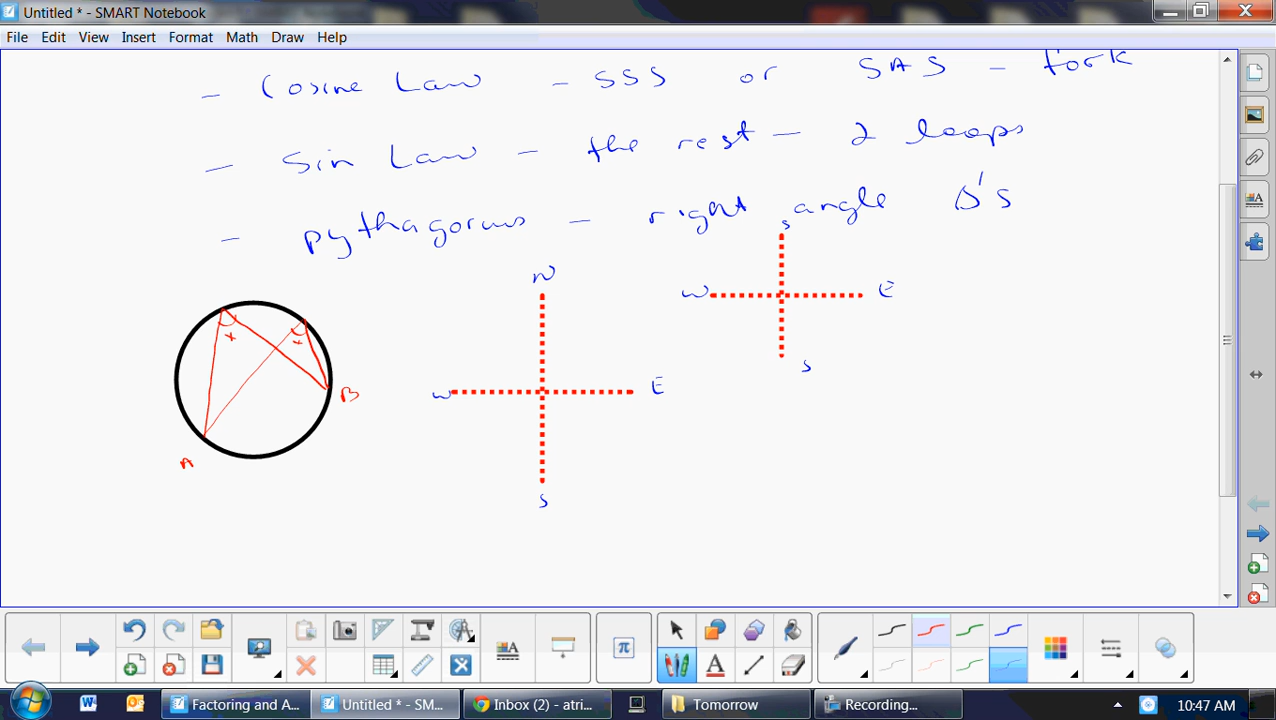 Untitled * - SMART Notebook
File Edit View Insert Format Math Draw Help
- Cosine Law - SSS or SAS - fork
- Sin Law - the rest - 2 loops
- pythagorus - right angle Δ's
N
W E
S
S
W E
S
x x
A B
π
A
Factoring and A... Untitled * - SM... Inbox (2) - atri... Tomorrow Recording... 10:47 AM